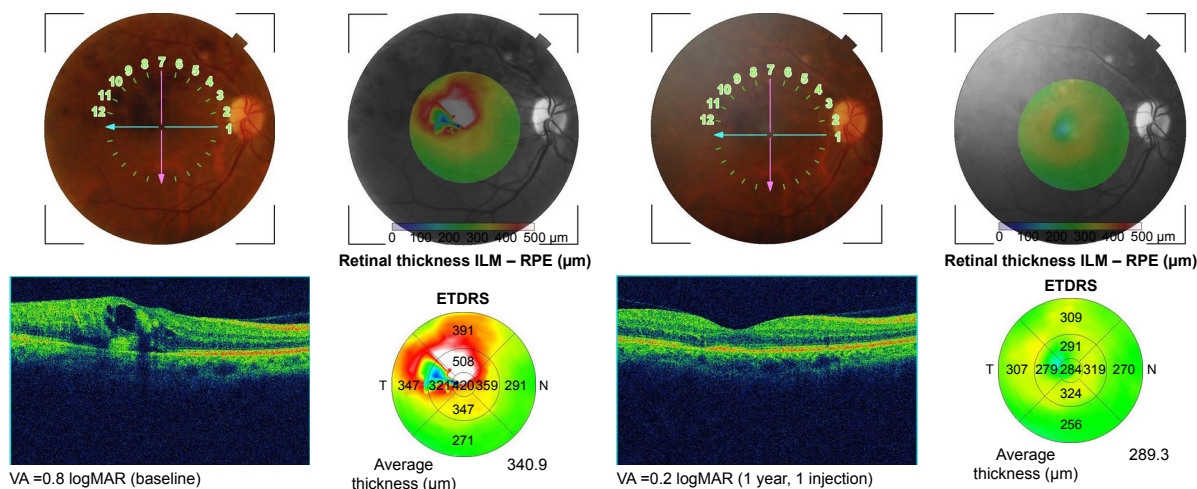 7
8
6
9
5
10
4
11
3
12
2
1
0 100 200 300 400 500 µm
Retinal thickness ILM – RPE (µm)
7
8
6
9
5
10
4
11
3
12
2
1
0 100 200 300 400 500 µm
Retinal thickness ILM – RPE (µm)
VA =0.8 logMAR (baseline)
ETDRS
391
508
T 347 321 420 359 291 N
347
271
Average
thickness (µm)
340.9
VA =0.2 logMAR (1 year, 1 injection)
ETDRS
309
291
T 307 279 284 319 270 N
324
256
Average
thickness (µm)
289.3